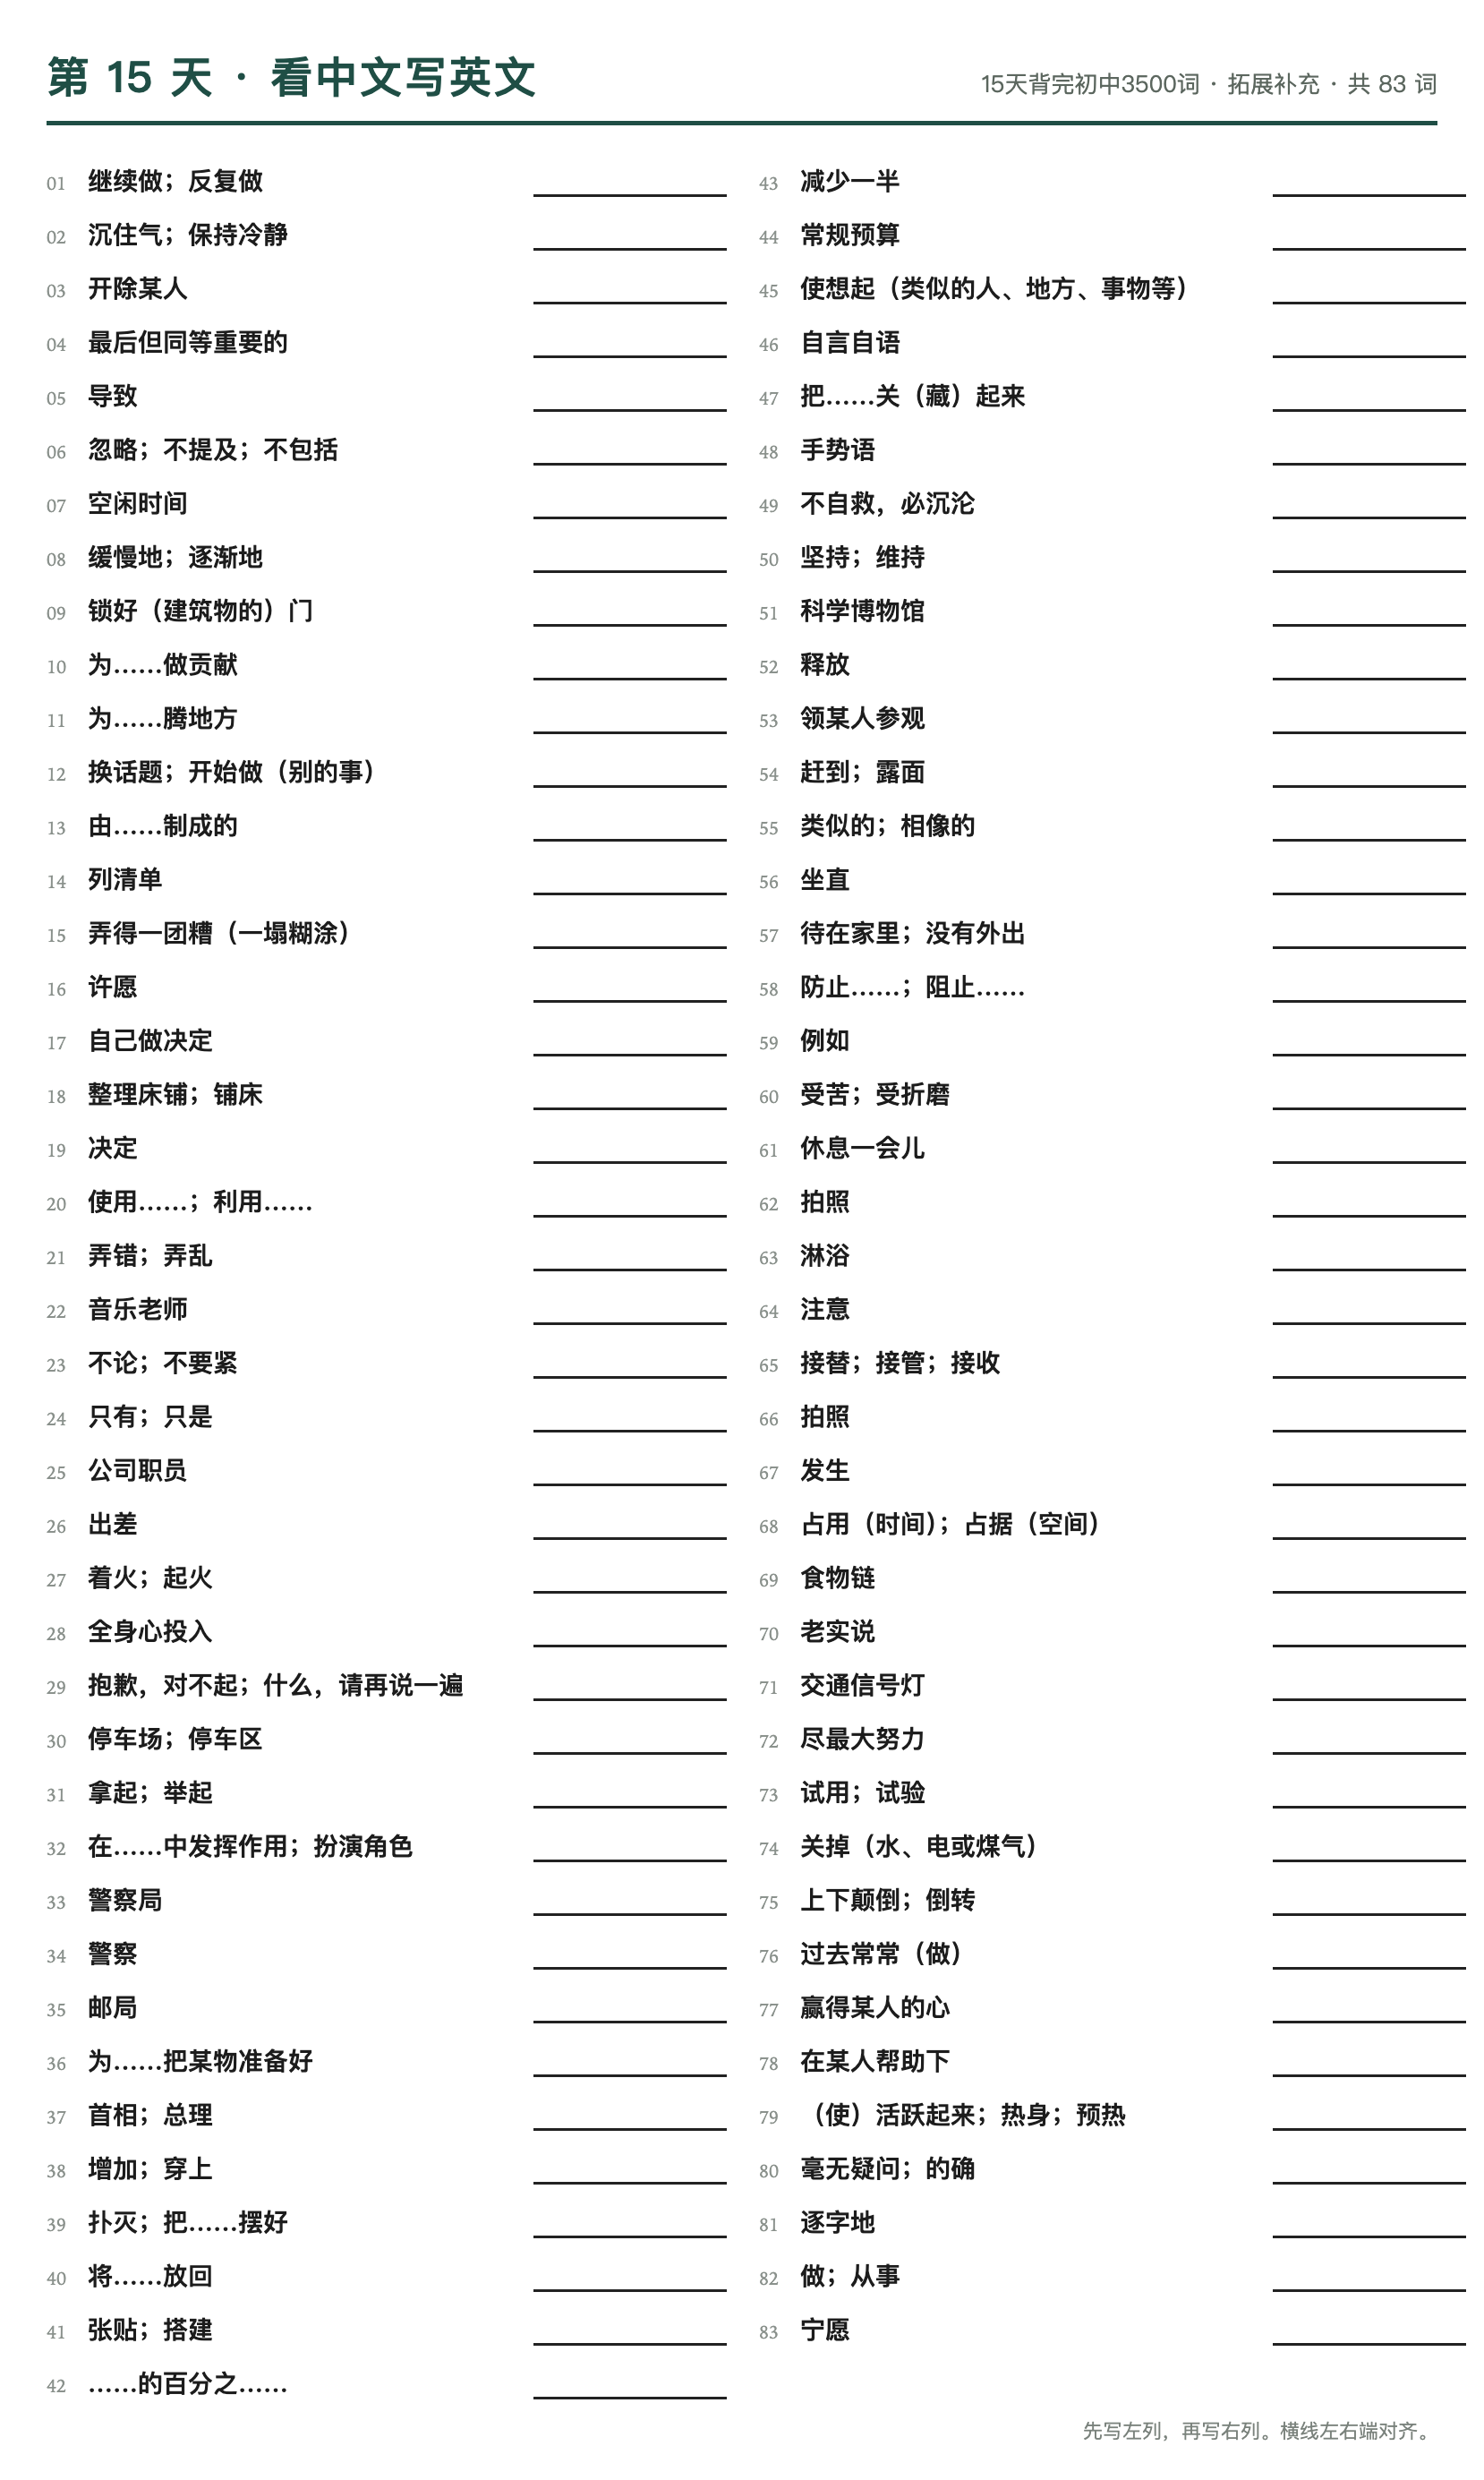 第 15 天 · 看中文写英文
15天背完初中3500词 · 拓展补充 · 共 83 词
01 继续做；反复做
02 沉住气；保持冷静
03 开除某人
04 最后但同等重要的
05 导致
06 忽略；不提及；不包括
07 空闲时间
08 缓慢地；逐渐地
09 锁好（建筑物的）门
10 为……做贡献
11 为……腾地方
12 换话题；开始做（别的事）
13 由……制成的
14 列清单
15 弄得一团糟（一塌糊涂）
16 许愿
17 自己做决定
18 整理床铺；铺床
19 决定
20 使用……；利用……
21 弄错；弄乱
22 音乐老师
23 不论；不要紧
24 只有；只是
25 公司职员
26 出差
27 着火；起火
28 全身心投入
29 抱歉，对不起；什么，请再说一遍
30 停车场；停车区
31 拿起；举起
32 在……中发挥作用；扮演角色
33 警察局
34 警察
35 邮局
36 为……把某物准备好
37 首相；总理
38 增加；穿上
39 扑灭；把……摆好
40 将……放回
41 张贴；搭建
42 ……的百分之……
43 减少一半
44 常规预算
45 使想起（类似的人、地方、事物等）
46 自言自语
47 把……关（藏）起来
48 手势语
49 不自救，必沉沦
50 坚持；维持
51 科学博物馆
52 释放
53 领某人参观
54 赶到；露面
55 类似的；相像的
56 坐直
57 待在家里；没有外出
58 防止……；阻止……
59 例如
60 受苦；受折磨
61 休息一会儿
62 拍照
63 淋浴
64 注意
65 接替；接管；接收
66 拍照
67 发生
68 占用（时间）；占据（空间）
69 食物链
70 老实说
71 交通信号灯
72 尽最大努力
73 试用；试验
74 关掉（水、电或煤气）
75 上下颠倒；倒转
76 过去常常（做）
77 赢得某人的心
78 在某人帮助下
79 （使）活跃起来；热身；预热
80 毫无疑问；的确
81 逐字地
82 做；从事
83 宁愿
先写左列，再写右列。横线左右端对齐。